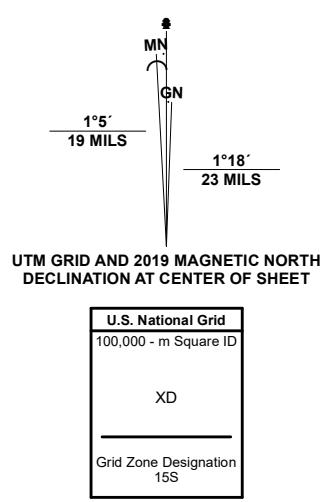 MN
GN
1°5´
19 MILS
1°18´
23 MILS
UTM GRID AND 2019 MAGNETIC NORTH
DECLINATION AT CENTER OF SHEET
U.S. National Grid
100,000 - m Square ID
XD
Grid Zone Designation
15S